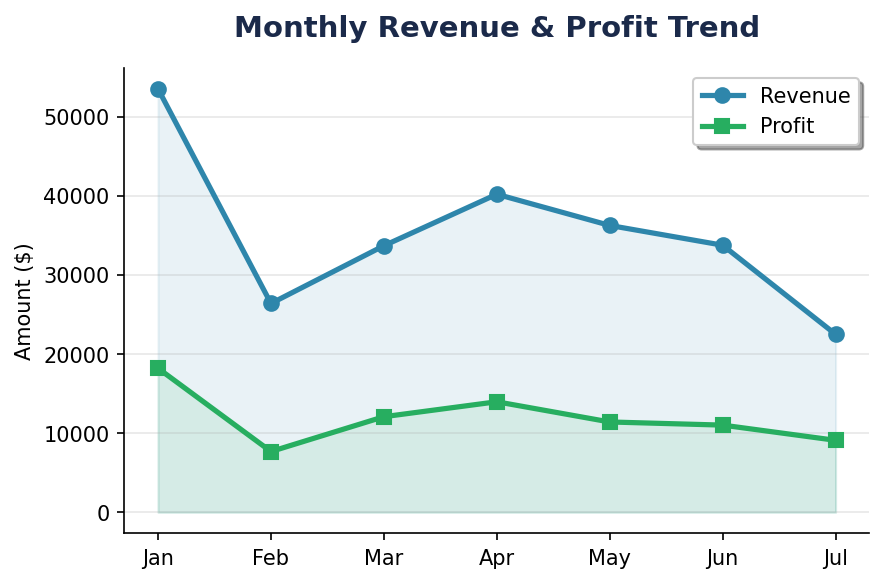 Monthly Revenue & Profit Trend
Revenue
Profit
Amount ($)
50000
40000
30000
20000
10000
0
Jan Feb Mar Apr May Jun Jul